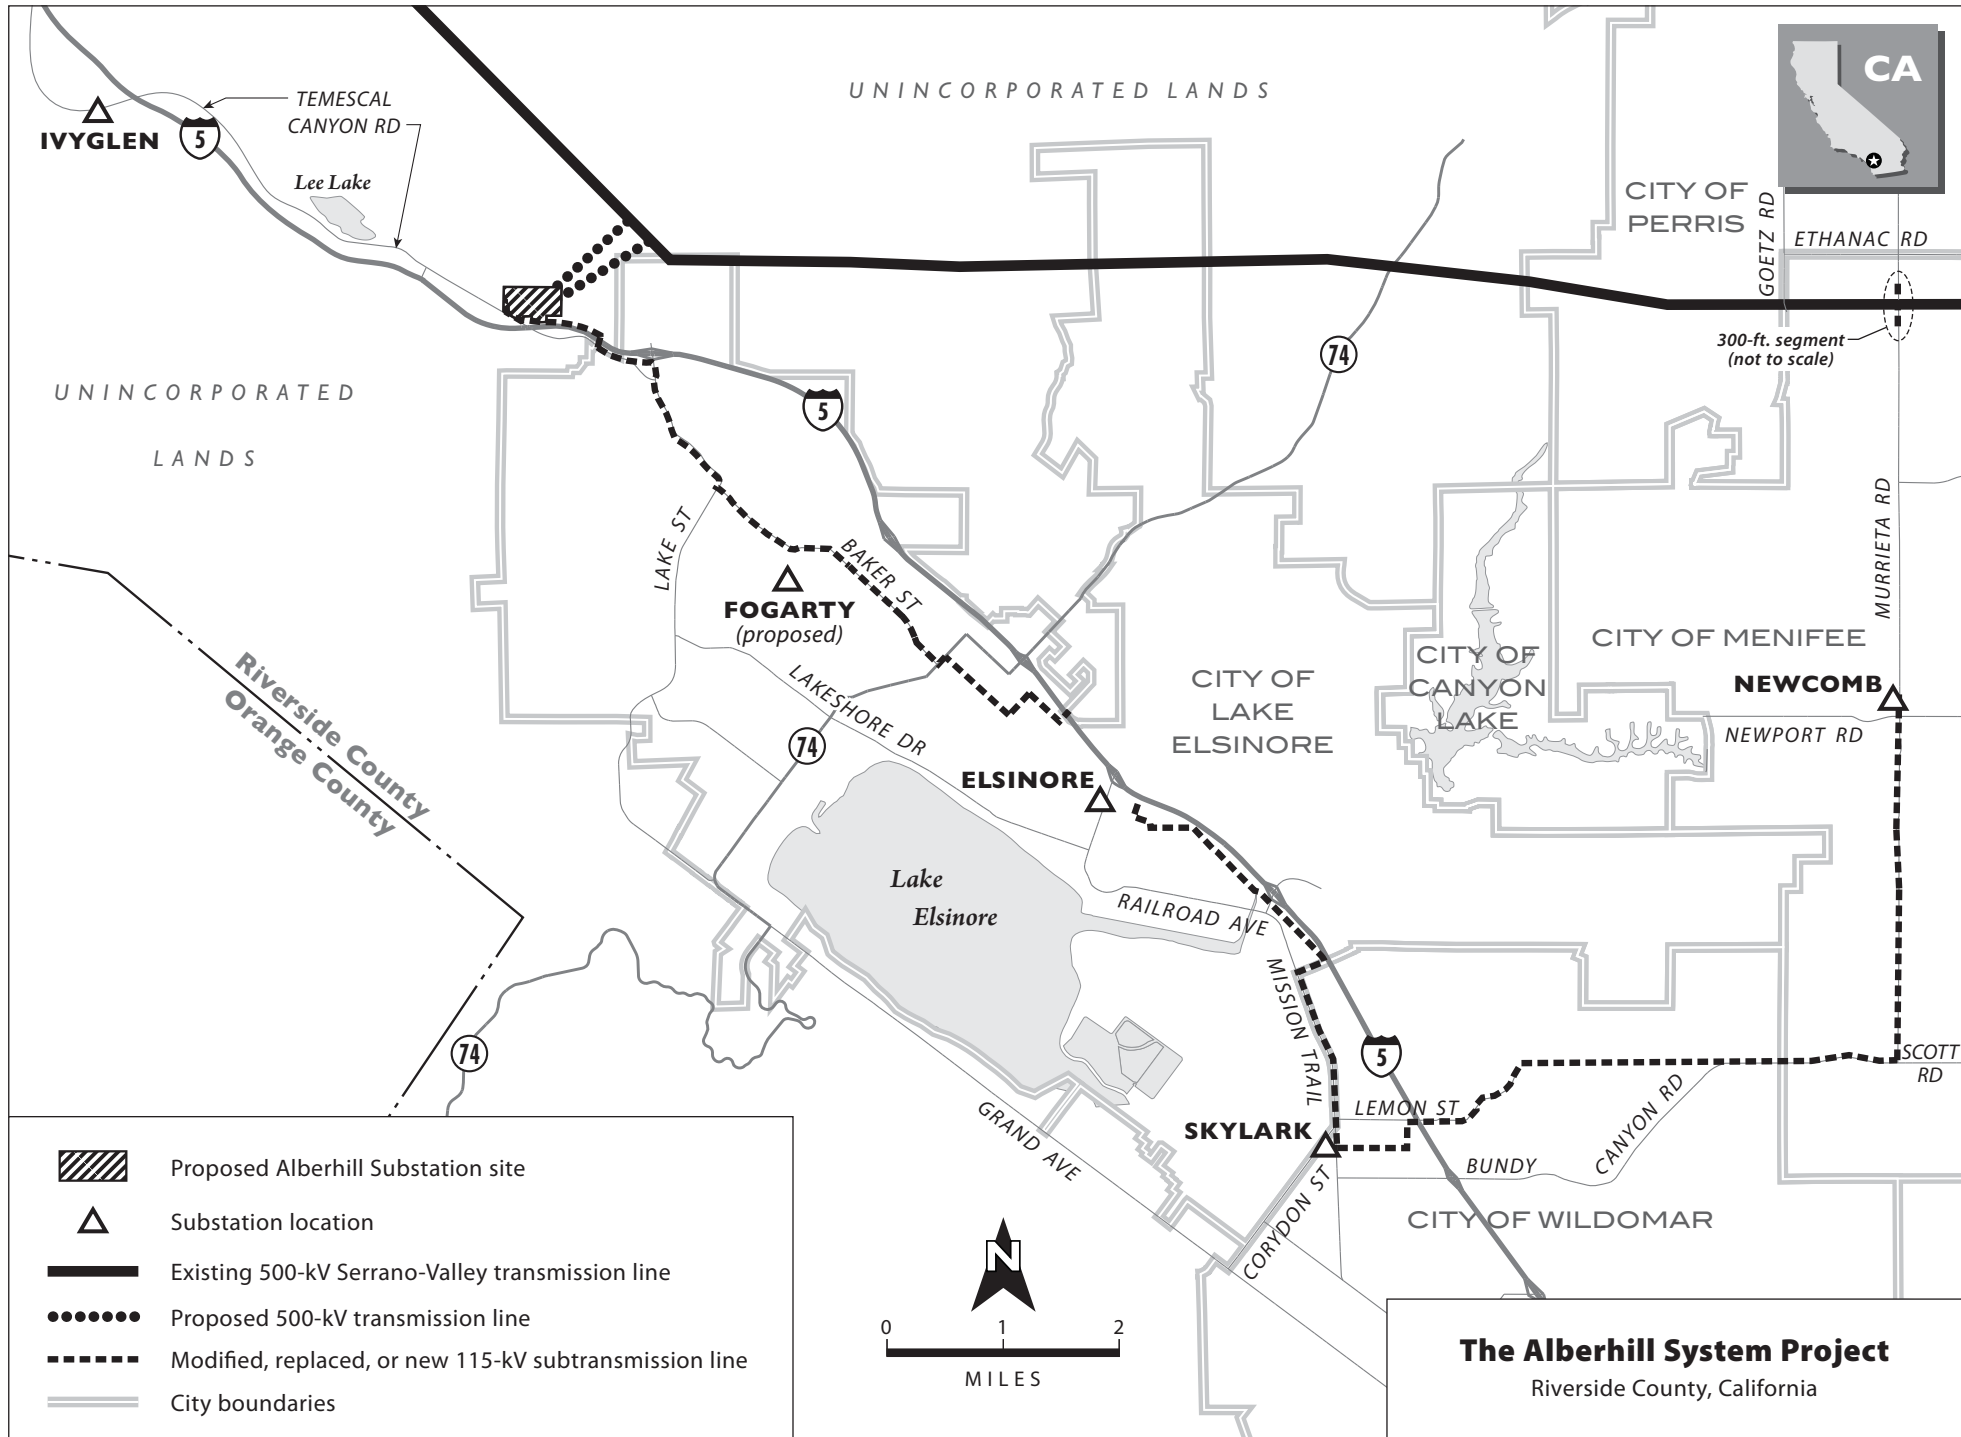 UNINCORPORATED LANDS
CA
TEMESCAL
CANYON RD
IVYGLEN
5
Lee Lake
CITY OF
PERRIS
GOETZ RD
ETHANAC RD
300-ft. segment
(not to scale)
74
UNINCORPORATED
LANDS
5
LAKE ST
BAKER ST
FOGARTY
(proposed)
MURRIETA RD
CITY OF MENIFEE
CITY OF
CANYON
LAKE
CITY OF
LAKE
ELSINORE
NEWCOMB
NEWPORT RD
Riverside County
Orange County
LAKESHORE DR
74
ELSINORE
Lake
Elsinore
RAILROAD AVE
MISSION TRAIL
74
5
SCOTT
RD
LEMON ST
CANYON RD
SKYLARK
BUNDY
GRAND AVE
CORYDON ST
CITY OF WILDOMAR
Proposed Alberhill Substation site
Substation location
Existing 500-kV Serrano-Valley transmission line
Proposed 500-kV transmission line
Modified, replaced, or new 115-kV subtransmission line
City boundaries
N
0 1 2
MILES
The Alberhill System Project
Riverside County, California